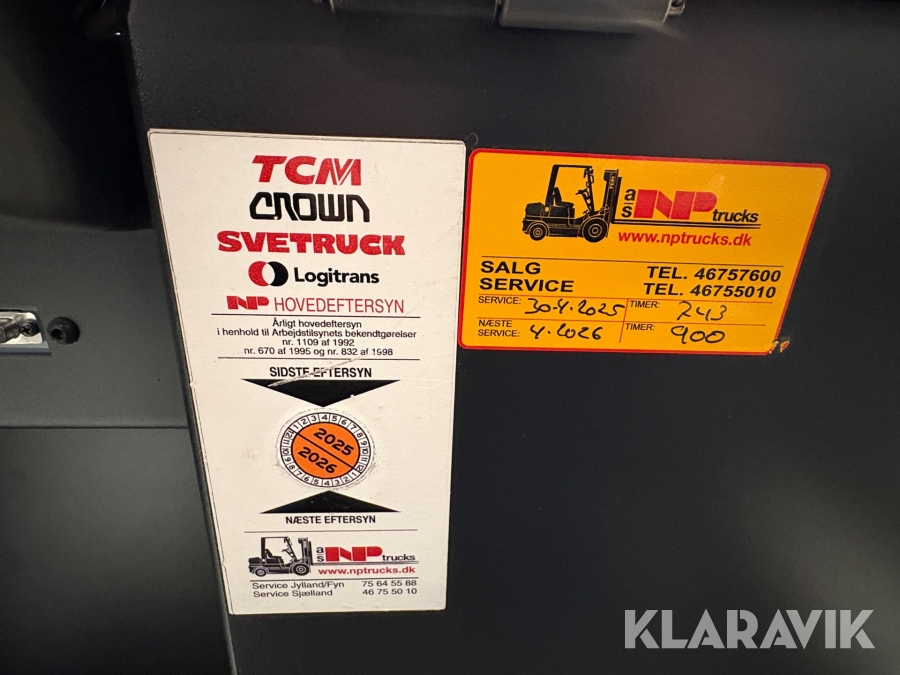 TCM
CROWN
SVETRUCK
Logitrans
NP HOVEDEFTERSYN
Årligt hovedeftersyn
i henhold til Arbejdstilsynets bekendtgørelser
nr. 1109 af 1992
nr. 670 af 1995 og nr. 832 af 1998
SIDSTE EFTERSYN
2025
2026
NÆSTE EFTERSYN
a/s NP trucks
www.nptrucks.dk
Service Jylland/Fyn 75 64 55 88
Service Sjælland 46 75 50 10
a/s NP trucks
www.nptrucks.dk
SALG TEL. 46757600
SERVICE TEL. 46755010
SERVICE: 30-4-2025 TIMER: 243
NÆSTE SERVICE: 4-2026 TIMER: 900
KLARAVIK